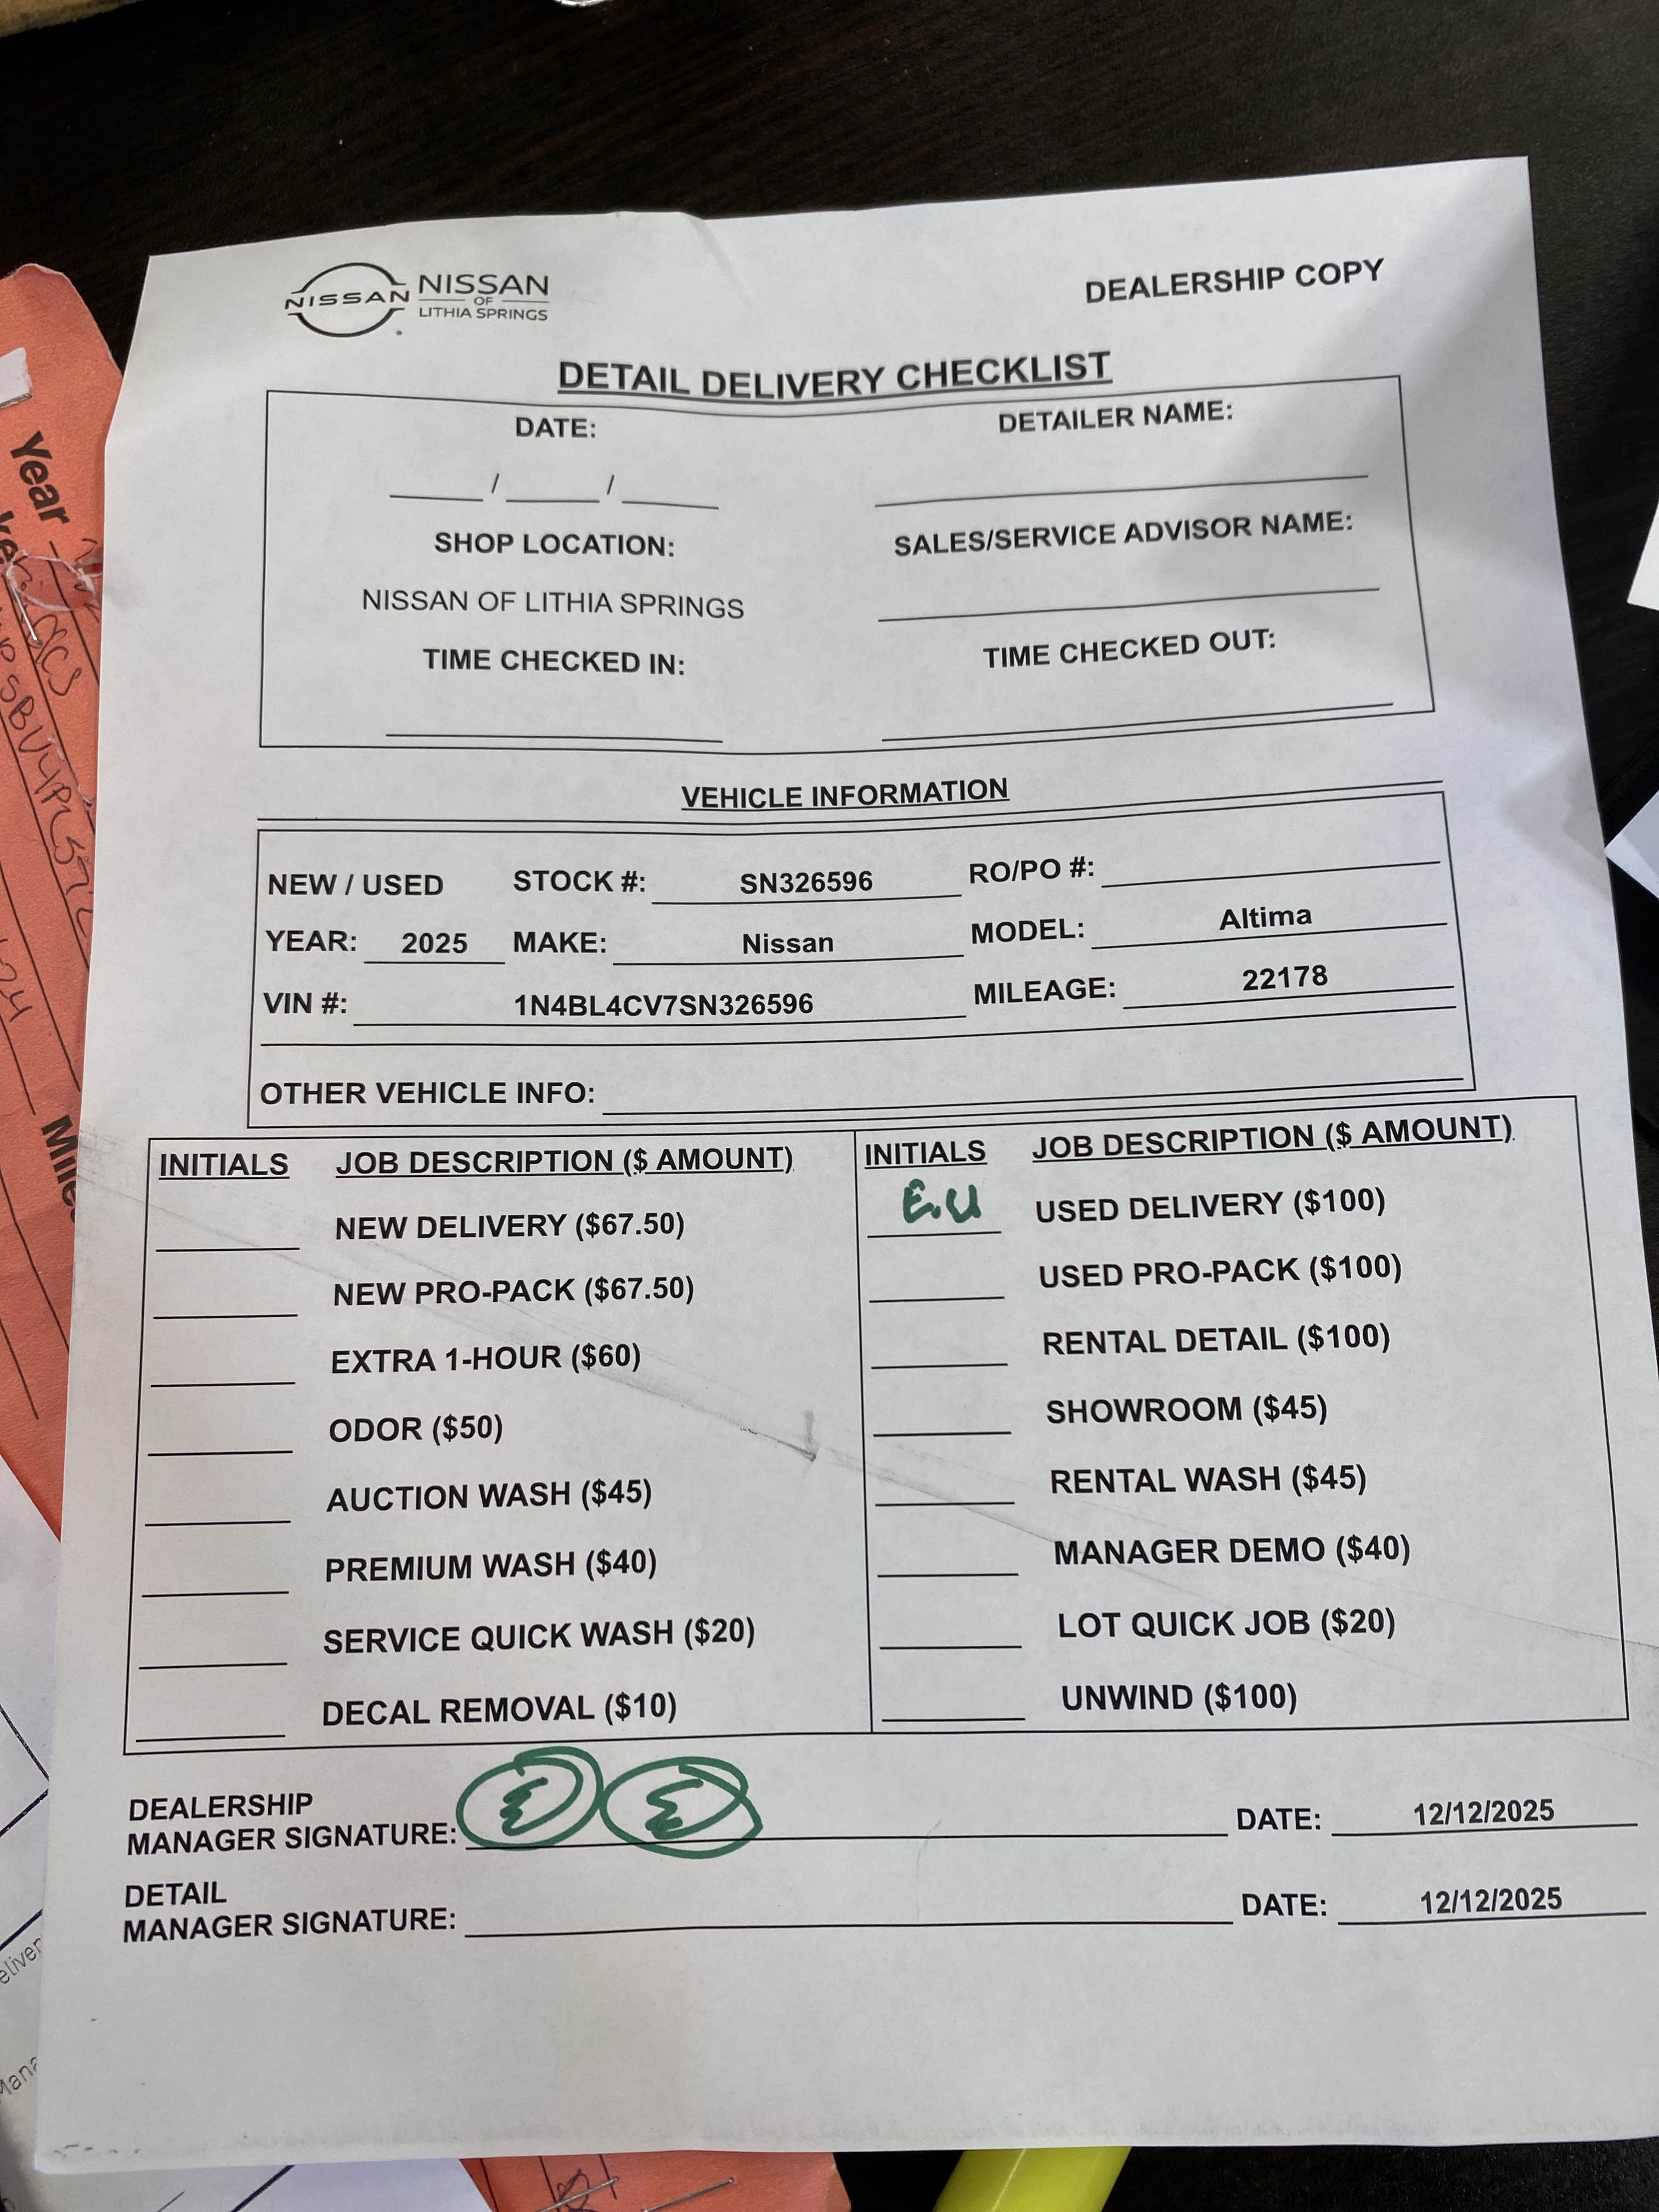 NISSAN
NISSAN
OF
LITHIA SPRINGS
DEALERSHIP COPY
DETAIL DELIVERY CHECKLIST
DATE:
DETAILER NAME:
/ /
SHOP LOCATION:
SALES/SERVICE ADVISOR NAME:
NISSAN OF LITHIA SPRINGS
TIME CHECKED IN:
TIME CHECKED OUT:
VEHICLE INFORMATION
NEW / USED STOCK #: SN326596 RO/PO #:
YEAR: 2025 MAKE: Nissan MODEL: Altima
VIN #: 1N4BL4CV7SN326596 MILEAGE: 22178
OTHER VEHICLE INFO:
INITIALS JOB DESCRIPTION ($ AMOUNT)
NEW DELIVERY ($67.50)
NEW PRO-PACK ($67.50)
EXTRA 1-HOUR ($60)
ODOR ($50)
AUCTION WASH ($45)
PREMIUM WASH ($40)
SERVICE QUICK WASH ($20)
DECAL REMOVAL ($10)
INITIALS JOB DESCRIPTION ($ AMOUNT)
E.U USED DELIVERY ($100)
USED PRO-PACK ($100)
RENTAL DETAIL ($100)
SHOWROOM ($45)
RENTAL WASH ($45)
MANAGER DEMO ($40)
LOT QUICK JOB ($20)
UNWIND ($100)
DEALERSHIP
MANAGER SIGNATURE: DATE: 12/12/2025
DETAIL
MANAGER SIGNATURE: DATE: 12/12/2025
Year